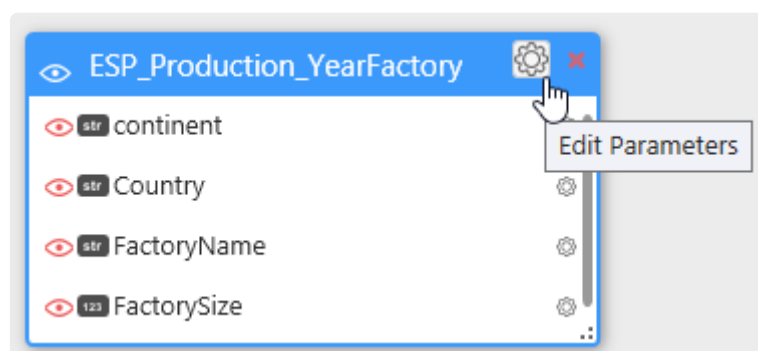 ESP_Production_YearFactory
str continent
Edit Parameters
str Country
str FactoryName
123 FactorySize